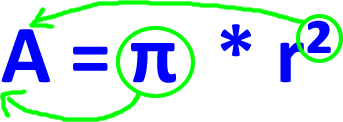 A = π * r²